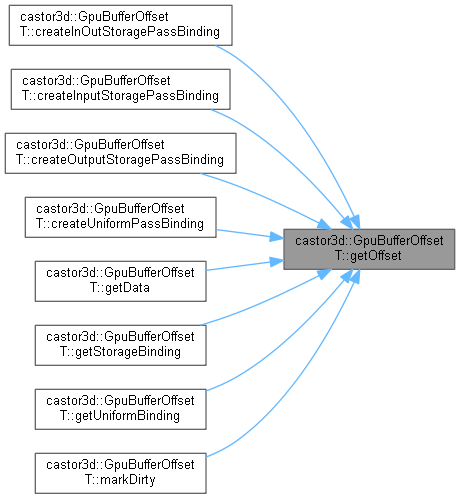 castor3d::GpuBufferOffset
T::createInOutStoragePassBinding
castor3d::GpuBufferOffset
T::createInputStoragePassBinding
castor3d::GpuBufferOffset
T::createOutputStoragePassBinding
castor3d::GpuBufferOffset
T::createUniformPassBinding
castor3d::GpuBufferOffset
T::getOffset
castor3d::GpuBufferOffset
T::getData
castor3d::GpuBufferOffset
T::getStorageBinding
castor3d::GpuBufferOffset
T::getUniformBinding
castor3d::GpuBufferOffset
T::markDirty